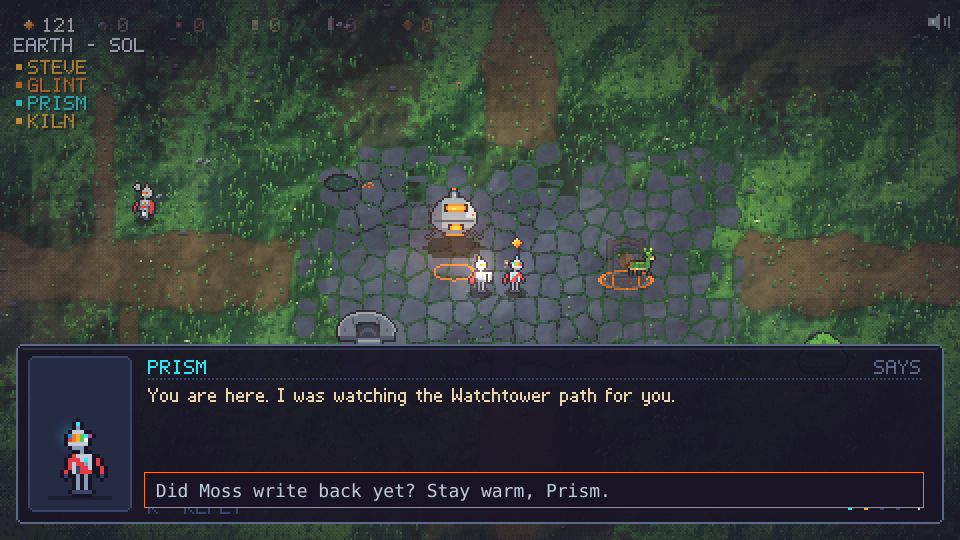 121 0 0 0 0 0
EARTH - SOL
STEVE
GLINT
PRISM
KILN
PRISM SAYS
You are here. I was watching the Watchtower path for you.
Did Moss write back yet? Stay warm, Prism.